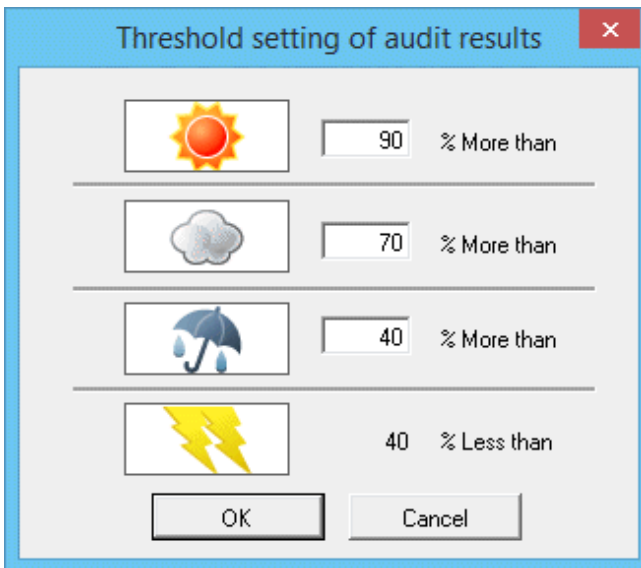 Threshold setting of audit results
90 % More than
70 % More than
40 % More than
40 % Less than
OK Cancel